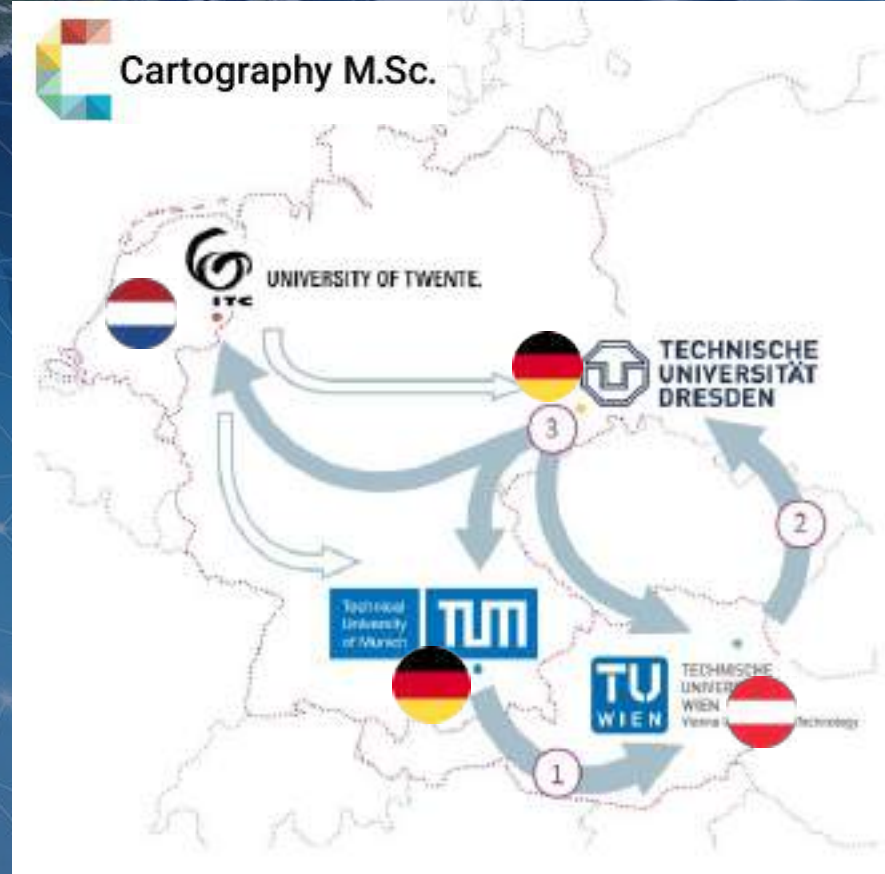 Cartography M.Sc.
ITC
UNIVERSITY OF TWENTE.
TECHNISCHE
UNIVERSITÄT
DRESDEN
3
2
Technical
University
of Munich
TUM
TU
WIEN
TECHNISCHE
WIEN
Vienna
Technology
1